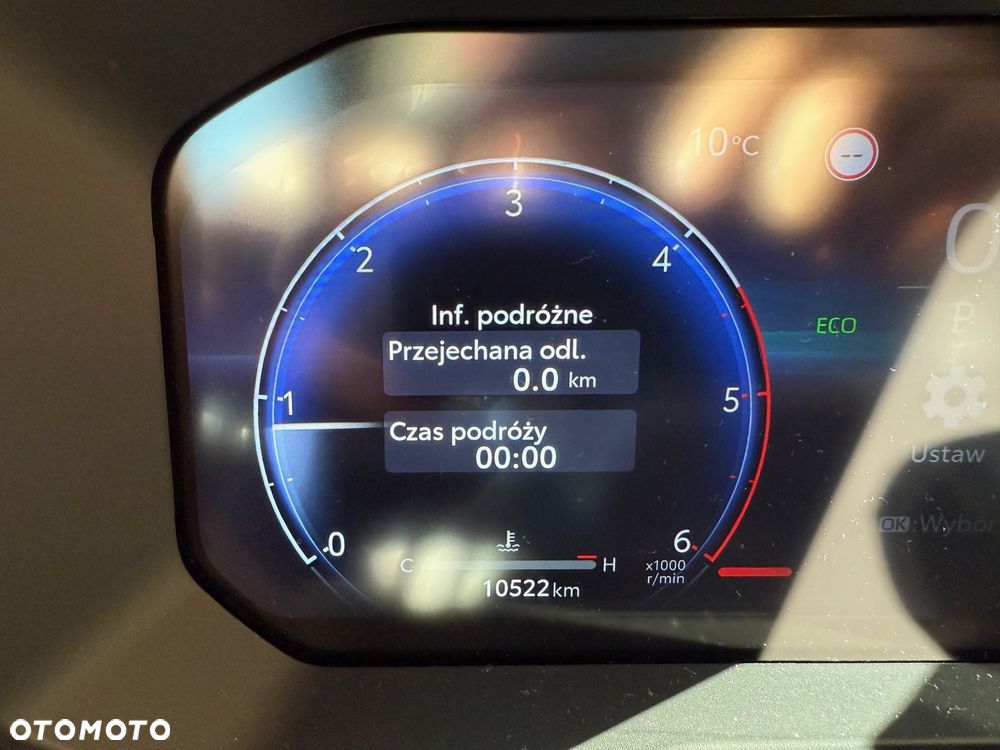 10°C
--
0
3
2
4
Inf. podróżne
Przejechana odl.
0.0 km
ECO
P
1
5
Czas podróży
00:00
Ustaw
OK :Wybór
0
6
C
H
x1000
r/min
10522 km
OTOMOTO